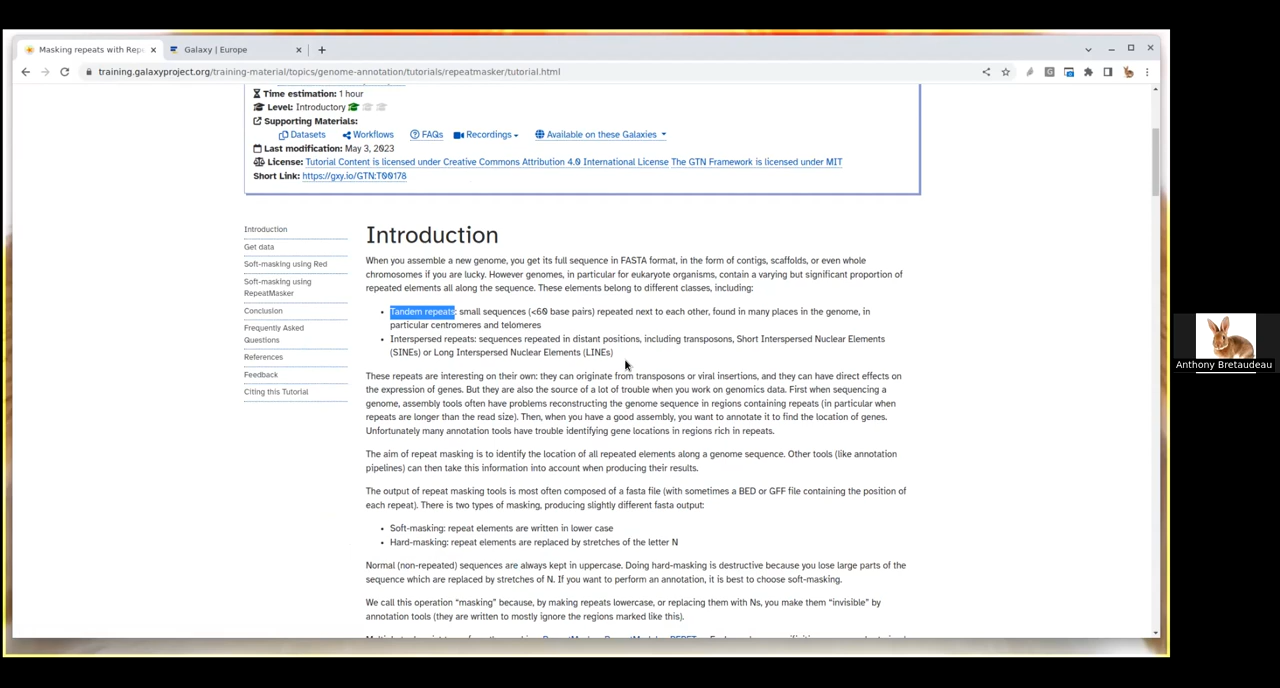 Masking repeats with Rep
Galaxy | Europe
training.galaxyproject.org/training-material/topics/genome-annotation/tutorials/repeatmasker/tutorial.html
Time estimation: 1 hour
Level: Introductory
Supporting Materials:
Datasets Workflows FAQs Recordings Available on these Galaxies
Last modification: May 3, 2023
License: Tutorial Content is licensed under Creative Commons Attribution 4.0 International License The GTN Framework is licensed under MIT
Short Link: https://gxy.io/GTN:T00178
Introduction
Get data
Soft-masking using Red
Soft-masking using
RepeatMasker
Conclusion
Frequently Asked
Questions
References
Feedback
Citing this Tutorial
Introduction
When you assemble a new genome, you get its full sequence in FASTA format, in the form of contigs, scaffolds, or even whole
chromosomes if you are lucky. However genomes, in particular for eukaryote organisms, contain a varying but significant proportion of
repeated elements all along the sequence. These elements belong to different classes, including:
• Tandem repeats: small sequences (<60 base pairs) repeated next to each other, found in many places in the genome, in
particular centromeres and telomeres
• Interspersed repeats: sequences repeated in distant positions, including transposons, Short Interspersed Nuclear Elements
(SINEs) or Long Interspersed Nuclear Elements (LINEs)
These repeats are interesting on their own: they can originate from transposons or viral insertions, and they can have direct effects on
the expression of genes. But they are also the source of a lot of trouble when you work on genomics data. First when sequencing a
genome, assembly tools often have problems reconstructing the genome sequence in regions containing repeats (in particular when
repeats are longer than the read size). Then, when you have a good assembly, you want to annotate it to find the location of genes.
Unfortunately many annotation tools have trouble identifying gene locations in regions rich in repeats.
The aim of repeat masking is to identify the location of all repeated elements along a genome sequence. Other tools (like annotation
pipelines) can then take this information into account when producing their results.
The output of repeat masking tools is most often composed of a fasta file (with sometimes a BED or GFF file containing the position of
each repeat). There is two types of masking, producing slightly different fasta output:
• Soft-masking: repeat elements are written in lower case
• Hard-masking: repeat elements are replaced by stretches of the letter N
Normal (non-repeated) sequences are always kept in uppercase. Doing hard-masking is destructive because you lose large parts of the
sequence which are replaced by stretches of N. If you want to perform an annotation, it is best to choose soft-masking.
We call this operation “masking” because, by making repeats lowercase, or replacing them with Ns, you make them “invisible” by
annotation tools (they are written to mostly ignore the regions marked like this).
Anthony Bretaudeau